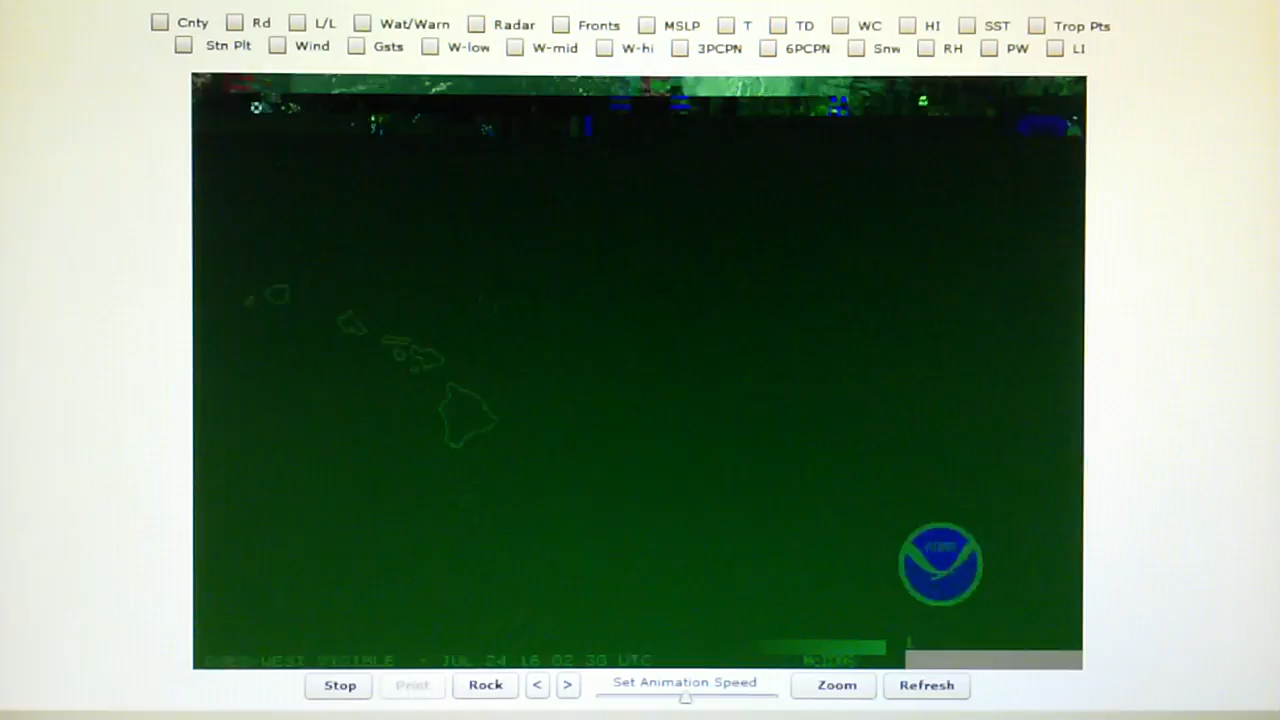 Cnty Rd L/L Wat/Warn Radar Fronts MSLP T TD WC HI SST Trop Pts
Stn Plt Wind Gsts W-low W-mid W-hi 3PCPN 6PCPN Snw RH PW LI
WEST VISIBLE - JUL 24 16 02 30 UTC
1
Stop Print Rock < > Set Animation Speed Zoom Refresh